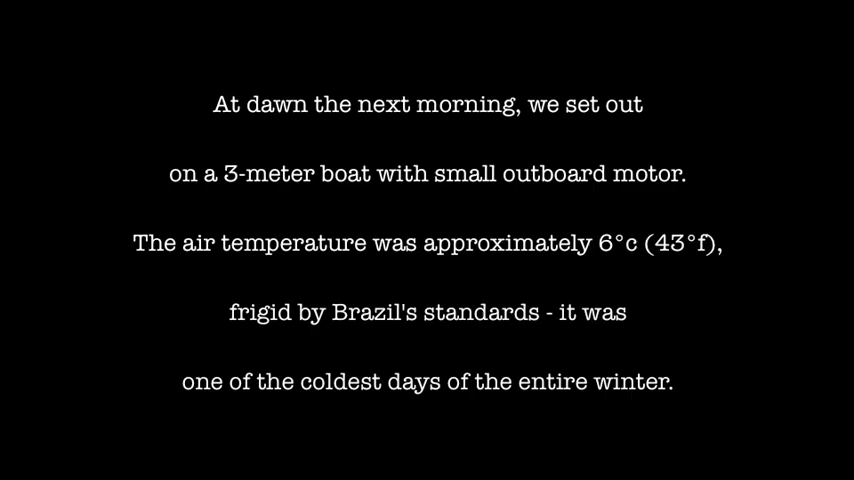 At dawn the next morning, we set out
on a 3-meter boat with small outboard motor.
The air temperature was approximately 6°c (43°f),
frigid by Brazil's standards - it was
one of the coldest days of the entire winter.